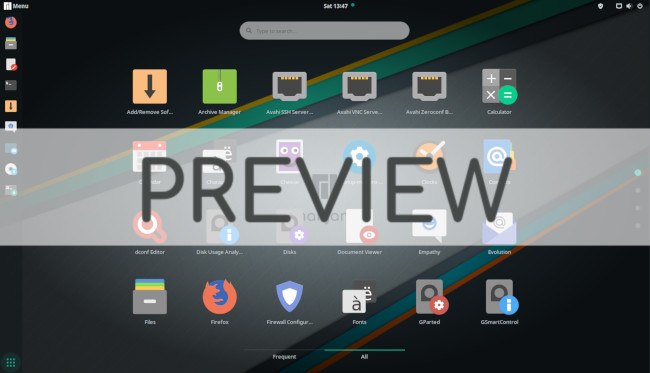 Menu
Sat 13:47
Type to search...
Add/Remove Sof...
Archive Manager
Avahi SSH Server...
Avahi VNC Serve...
Avahi Zeroconf B...
Calculator
PREVIEW
dconf Editor
Disk Usage Analy...
Disks
Document Viewer
Empathy
Evolution
Files
Firefox
Firewall Configur...
Fonts
GParted
GSmartControl
Frequent
All